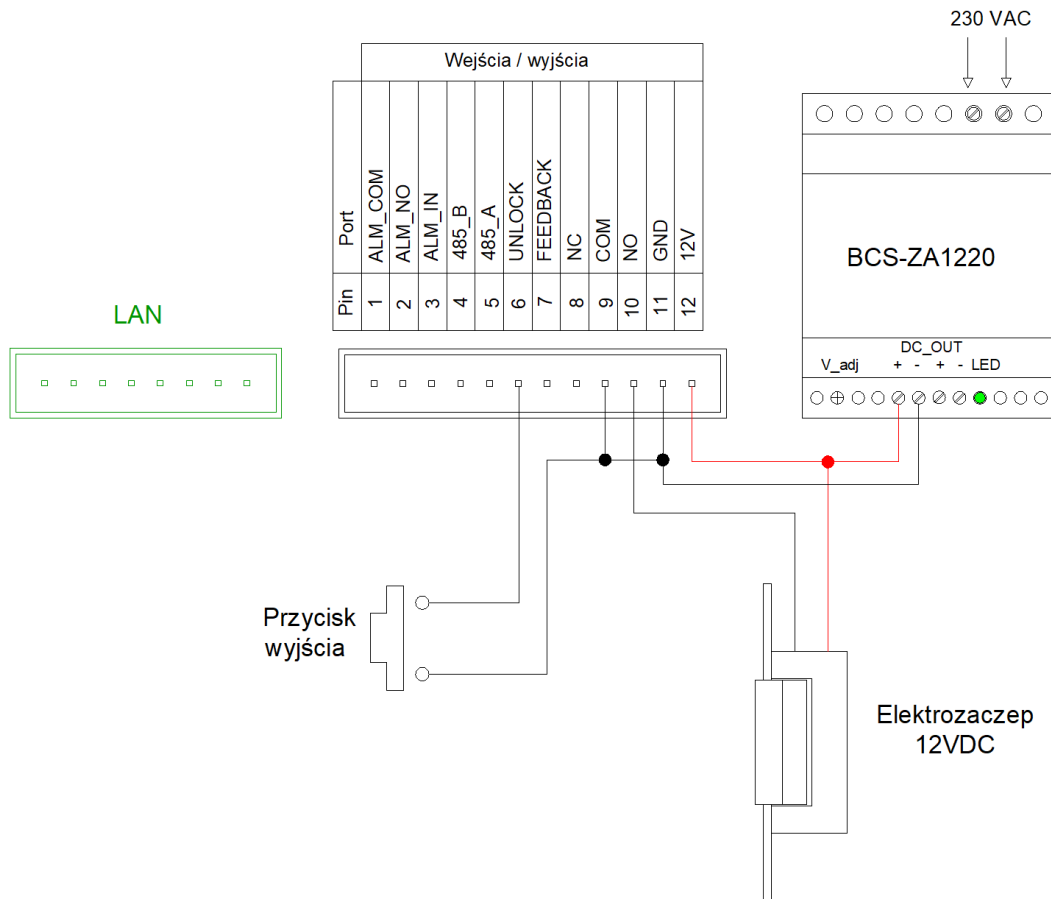 230 VAC
Wejścia / wyjścia
Port
ALM_COM
ALM_NO
ALM_IN
485_B
485_A
UNLOCK
FEEDBACK
NC
COM
NO
GND
12V
Pin
1
2
3
4
5
6
7
8
9
10
11
12
BCS-ZA1220
LAN
DC_OUT
V_adj + - + - LED
Przycisk
wyjścia
Elektrozaczep
12VDC